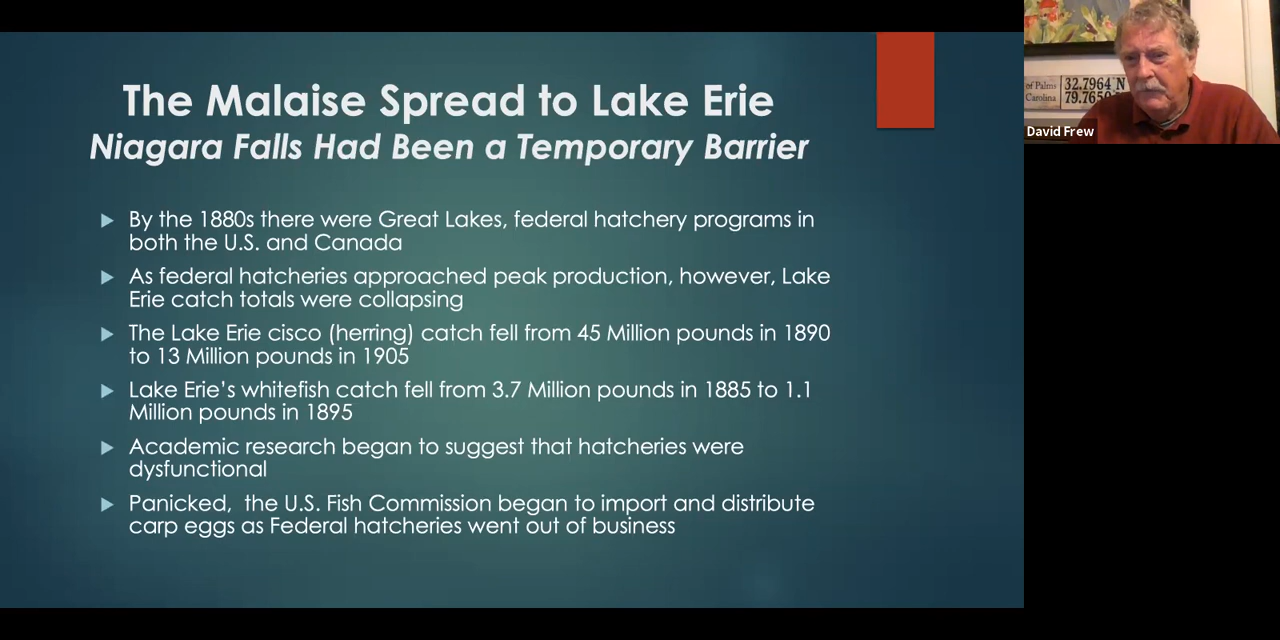 The Malaise Spread to Lake Erie
Niagara Falls Had Been a Temporary Barrier
By the 1880s there were Great Lakes, federal hatchery programs in
both the U.S. and Canada
As federal hatcheries approached peak production, however, Lake
Erie catch totals were collapsing
The Lake Erie cisco (herring) catch fell from 45 Million pounds in 1890
to 13 Million pounds in 1905
Lake Erie's whitefish catch fell from 3.7 Million pounds in 1885 to 1.1
Million pounds in 1895
Academic research began to suggest that hatcheries were
dysfunctional
Panicked,  the U.S. Fish Commission began to import and distribute
carp eggs as Federal hatcheries went out of business
of Palms
Carolina
32.7964 N
David Frew